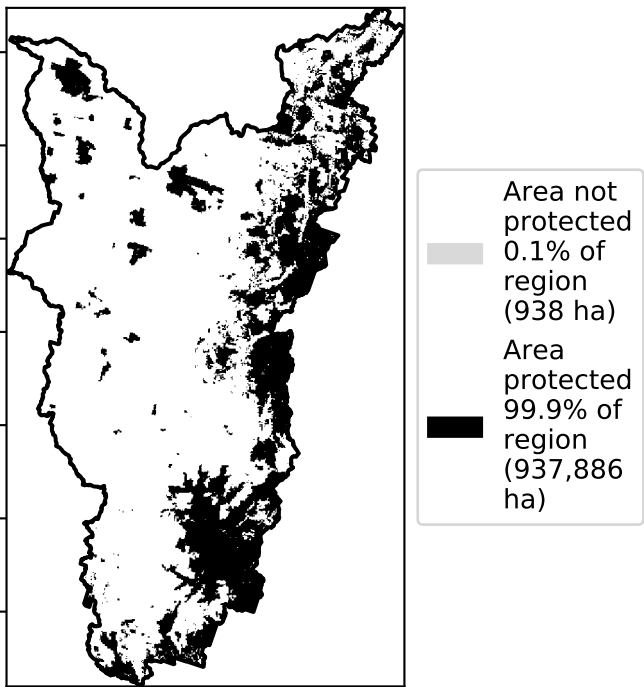 Area not
protected
0.1% of
region
(938 ha)
Area
protected
99.9% of
region
(937,886
ha)